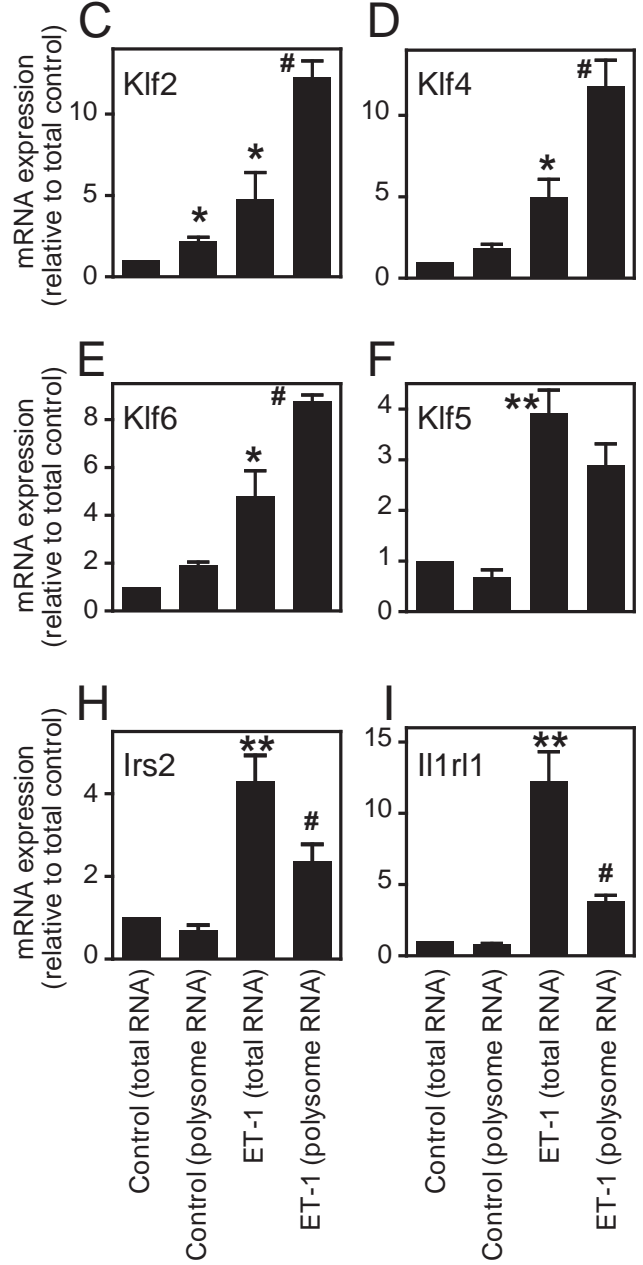 C
mRNA expression
(relative to total control)
Klf2
10
5
0
*
*
#
D
Klf4
10
5
0
*
#
E
mRNA expression
(relative to total control)
Klf6
8
6
4
2
0
*
#
F
Klf5
4
3
2
1
0
**
H
mRNA expression
(relative to total control)
Irs2
4
2
0
**
#
I
Il1rl1
15
10
5
0
**
#
Control (total RNA)
Control (polysome RNA)
ET-1 (total RNA)
ET-1 (polysome RNA)
Control (total RNA)
Control (polysome RNA)
ET-1 (total RNA)
ET-1 (polysome RNA)